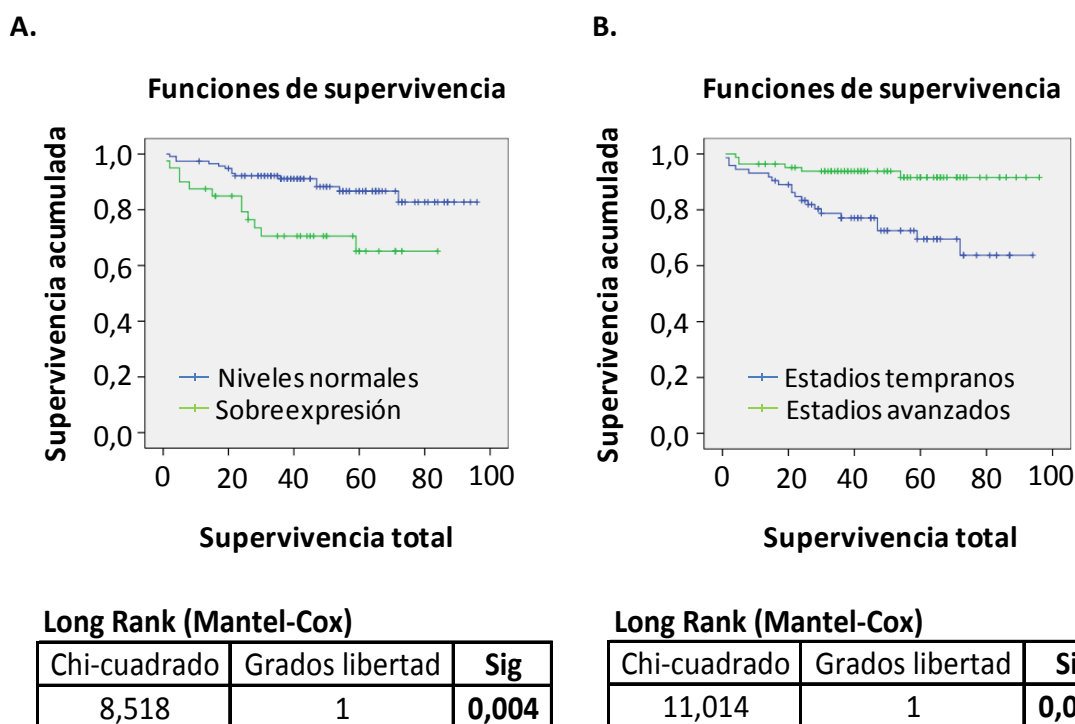 A.
Funciones de supervivencia
Supervivencia acumulada
1,0
0,8
0,6
0,4
0,2
0,0
Niveles normales
Sobreexpresión
0 20 40 60 80 100
Supervivencia total
Long Rank (Mantel-Cox)
Chi-cuadrado Grados libertad Sig
8,518 1 0,004
B.
Funciones de supervivencia
Supervivencia acumulada
1,0
0,8
0,6
0,4
0,2
0,0
Estadios tempranos
Estadios avanzados
0 20 40 60 80 100
Supervivencia total
Long Rank (Mantel-Cox)
Chi-cuadrado Grados libertad
11,014 1